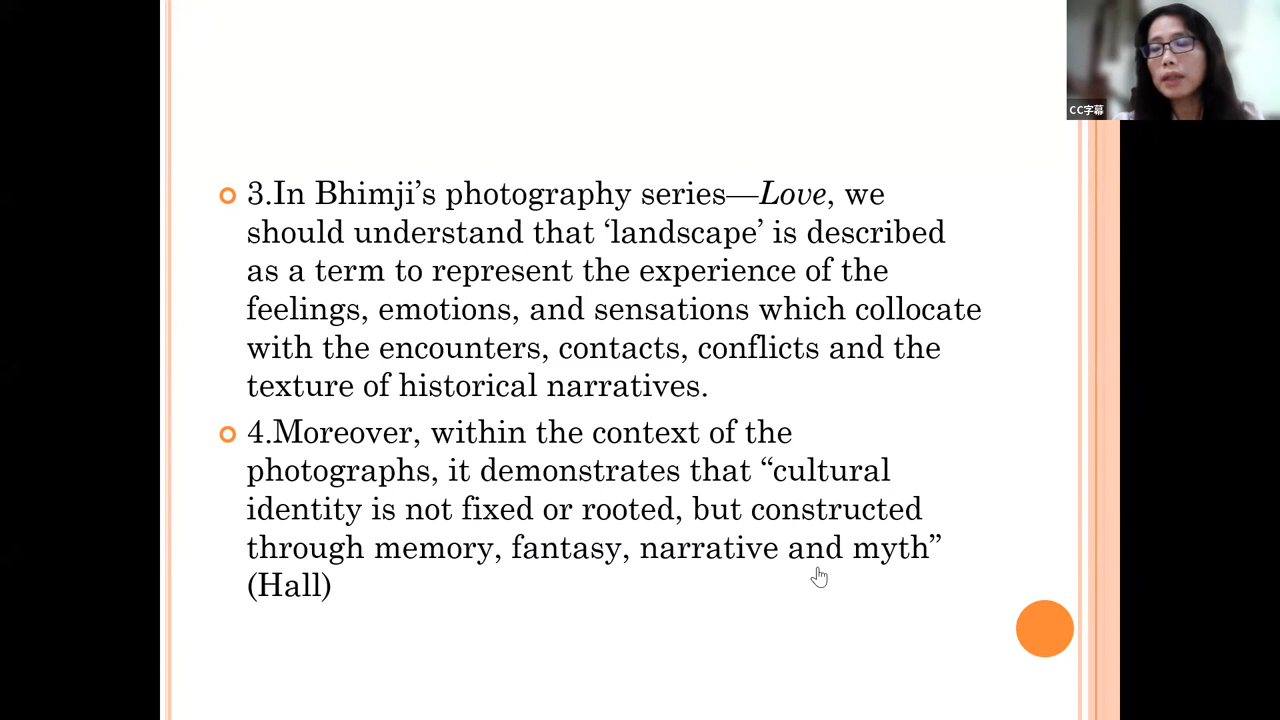 CC字幕
3.In Bhimji’s photography series—Love, we
should understand that ‘landscape’ is described
as a term to represent the experience of the
feelings, emotions, and sensations which collocate
with the encounters, contacts, conflicts and the
texture of historical narratives.
4.Moreover, within the context of the
photographs, it demonstrates that “cultural
identity is not fixed or rooted, but constructed
through memory, fantasy, narrative and myth”
(Hall)